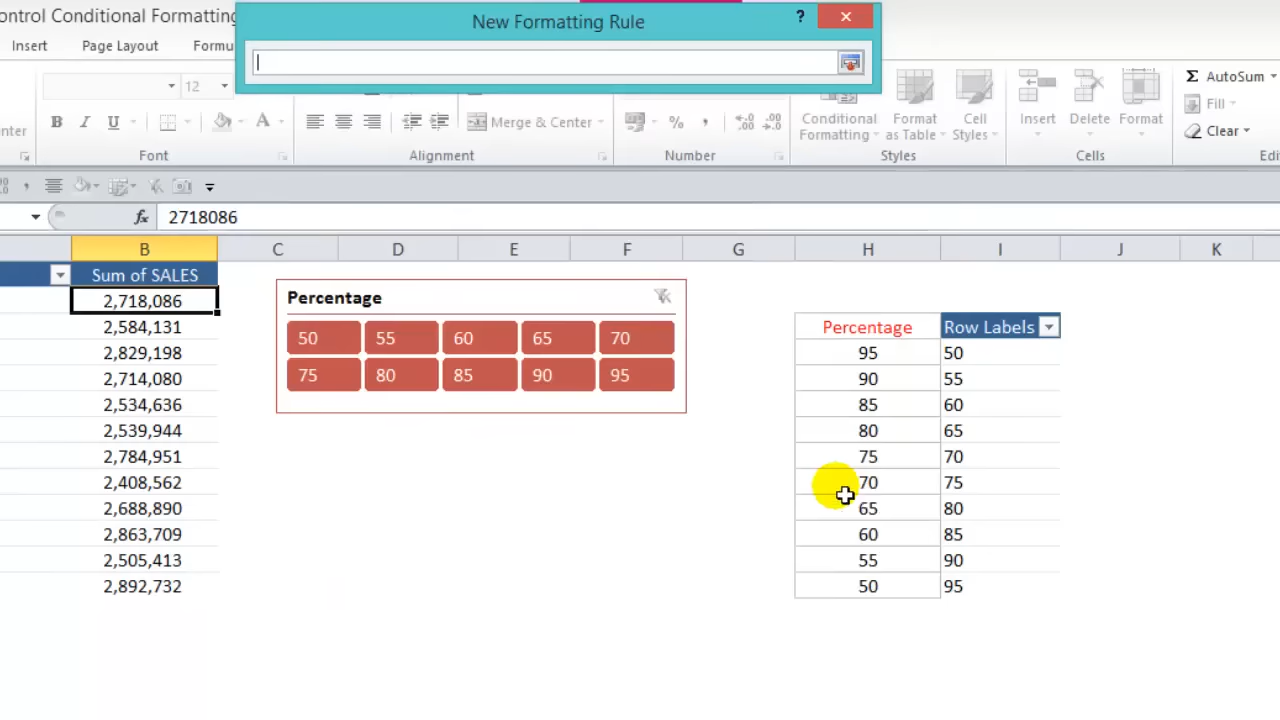 ontrol Conditional Formatting
New Formatting Rule
?
Insert Page Layout Formu
12
B I U
Merge & Center
%
Conditional Formatting
Format as Table
Cell Styles
Insert Delete Format
Σ AutoSum
Fill
Clear
nter
Font Alignment Number Styles Cells Edi
fx 2718086
B C D E F G H I J K
Sum of SALES
2,718,086
2,584,131
2,829,198
2,714,080
2,534,636
2,539,944
2,784,951
2,408,562
2,688,890
2,863,709
2,505,413
2,892,732
Percentage
50 55 60 65 70
75 80 85 90 95
Percentage Row Labels
95 50
90 55
85 60
80 65
75 70
70 75
65 80
60 85
55 90
50 95